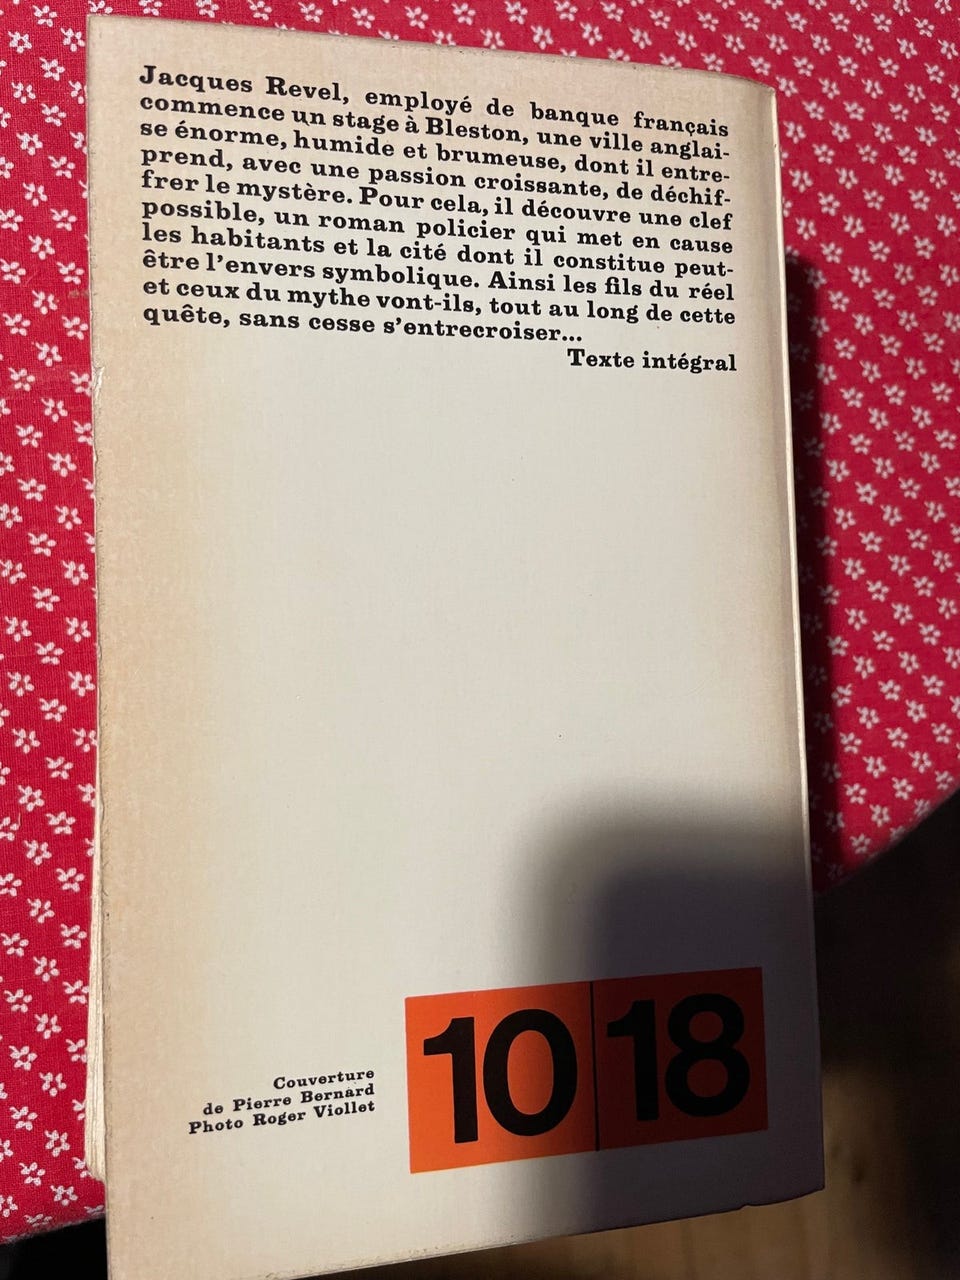 Jacques Revel, employé de banque français
commence un stage à Bleston, une ville anglai-
se énorme, humide et brumeuse, dont il entre-
prend, avec une passion croissante, de déchif-
frer le mystère. Pour cela, il découvre une clef
possible, un roman policier qui met en cause
les habitants et la cité dont il constitue peut-
être l'envers symbolique. Ainsi les fils du réel
et ceux du mythe vont-ils, tout au long de cette
quête, sans cesse s'entrecroiser...
Texte intégral
Couverture
de Pierre Bernard
Photo Roger Viollet
10 18